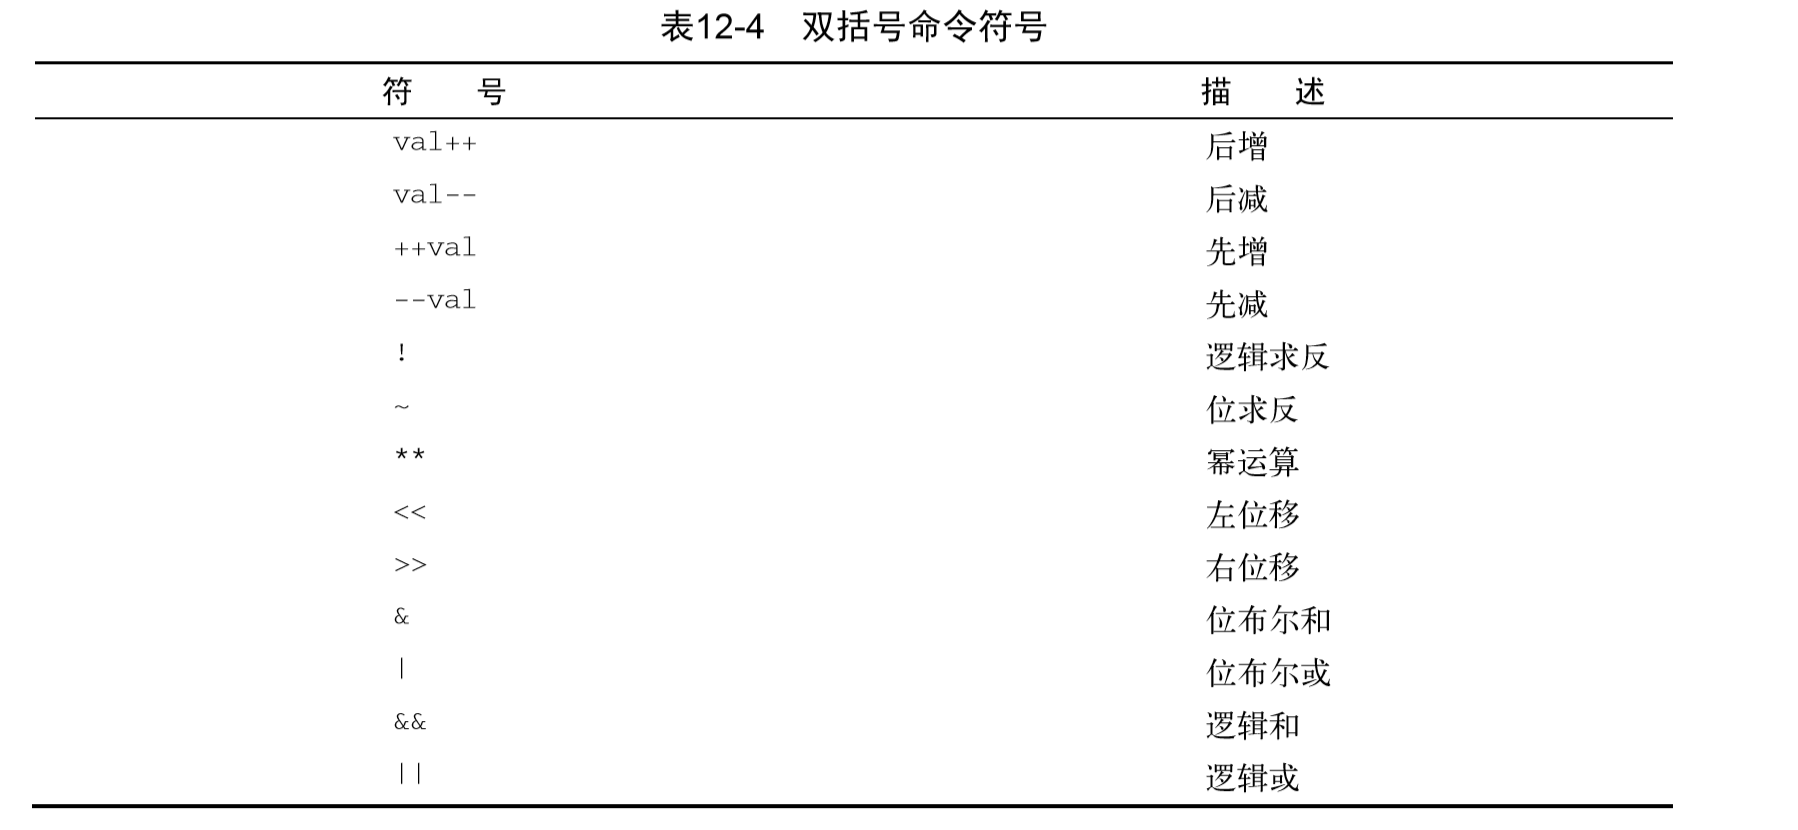 表12-4 双括号命令符号
符 号 描 述
val++ 后增
val-- 后减
++val 先增
--val 先减
! 逻辑求反
~ 位求反
** 幂运算
<< 左位移
>> 右位移
& 位布尔和
| 位布尔或
&& 逻辑和
|| 逻辑或